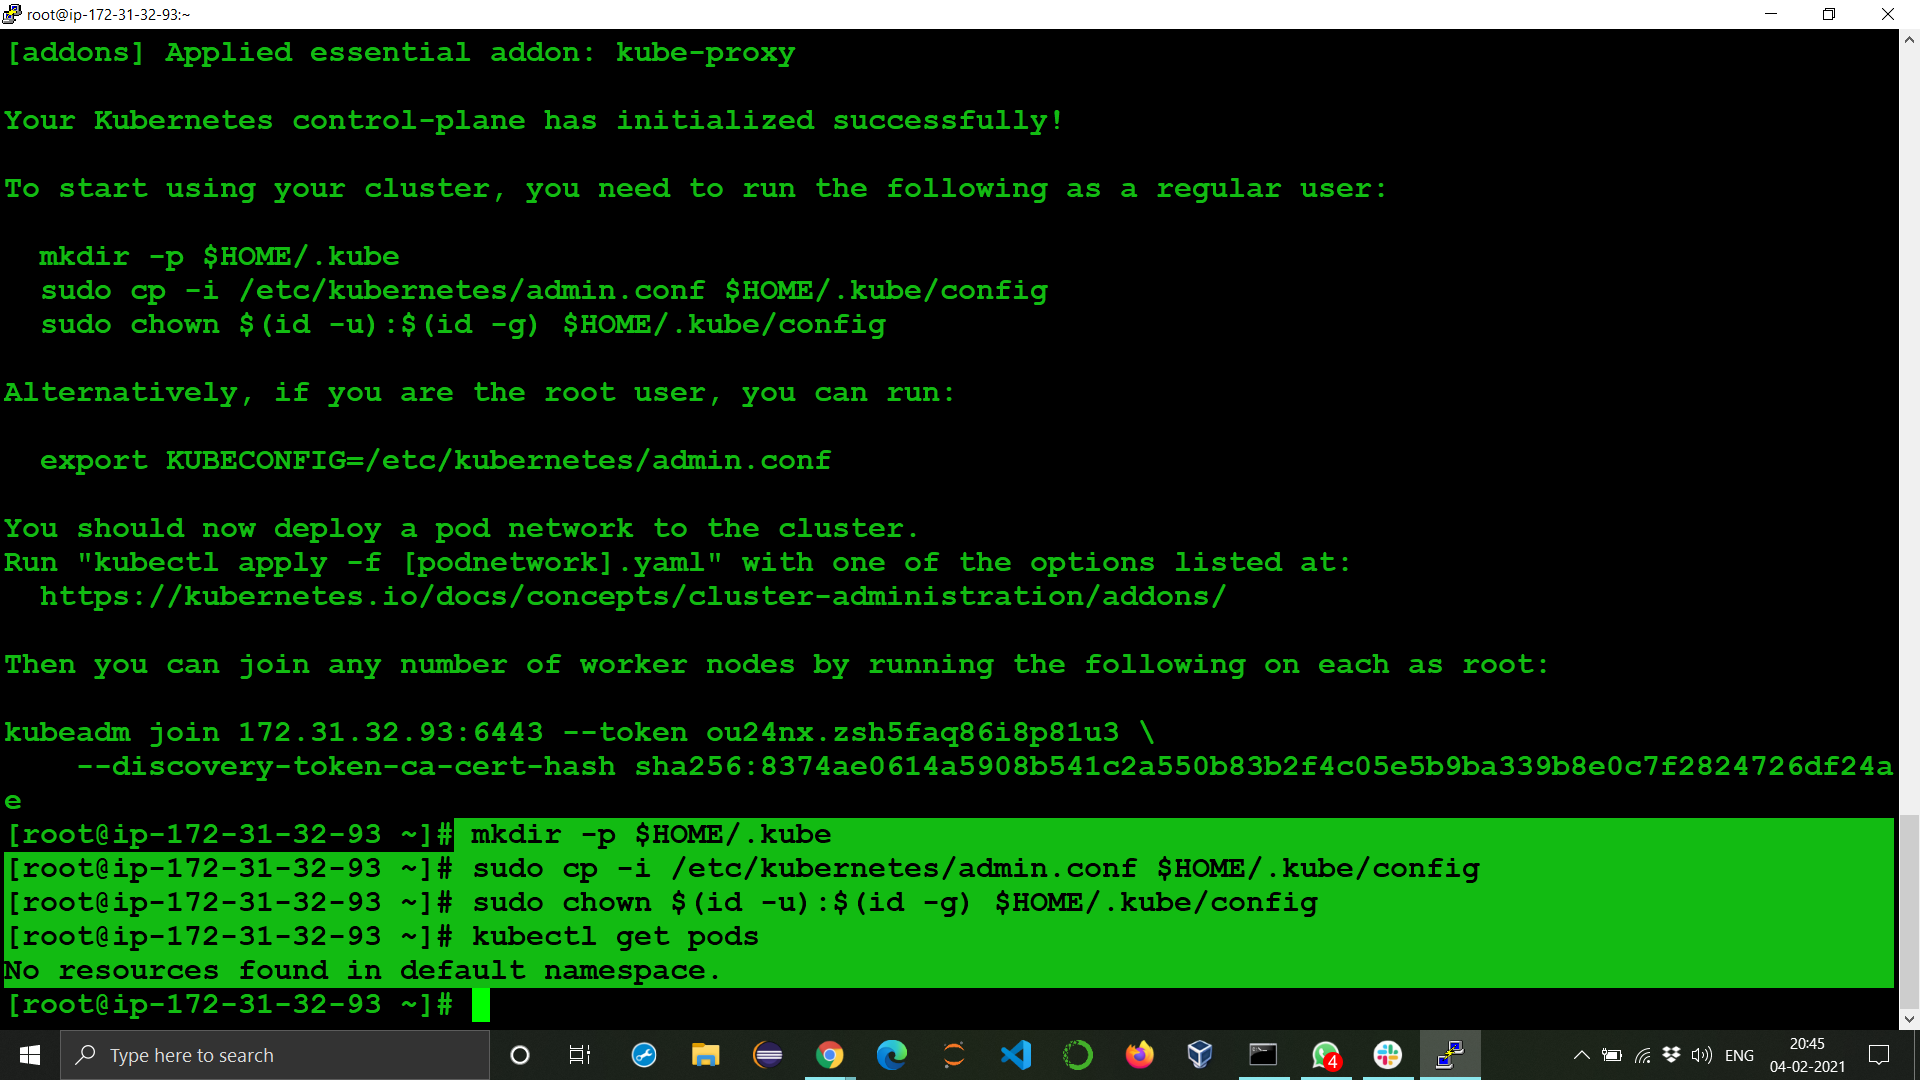 root@ip-172-31-32-93:~
[addons] Applied essential addon: kube-proxy
Your Kubernetes control-plane has initialized successfully!
To start using your cluster, you need to run the following as a regular user:
mkdir -p $HOME/.kube
sudo cp -i /etc/kubernetes/admin.conf $HOME/.kube/config
sudo chown $(id -u):$(id -g) $HOME/.kube/config
Alternatively, if you are the root user, you can run:
export KUBECONFIG=/etc/kubernetes/admin.conf
You should now deploy a pod network to the cluster.
Run "kubectl apply -f [podnetwork].yaml" with one of the options listed at:
https://kubernetes.io/docs/concepts/cluster-administration/addons/
Then you can join any number of worker nodes by running the following on each as root:
kubeadm join 172.31.32.93:6443 --token ou24nx.zsh5faq86i8p81u3 \
--discovery-token-ca-cert-hash sha256:8374ae0614a5908b541c2a550b83b2f4c05e5b9ba339b8e0c7f2824726df24a
e
[root@ip-172-31-32-93 ~]# mkdir -p $HOME/.kube
[root@ip-172-31-32-93 ~]# sudo cp -i /etc/kubernetes/admin.conf $HOME/.kube/config
[root@ip-172-31-32-93 ~]# sudo chown $(id -u):$(id -g) $HOME/.kube/config
[root@ip-172-31-32-93 ~]# kubectl get pods
No resources found in default namespace.
[root@ip-172-31-32-93 ~]#
Type here to search
4
ENG
20:45
04-02-2021